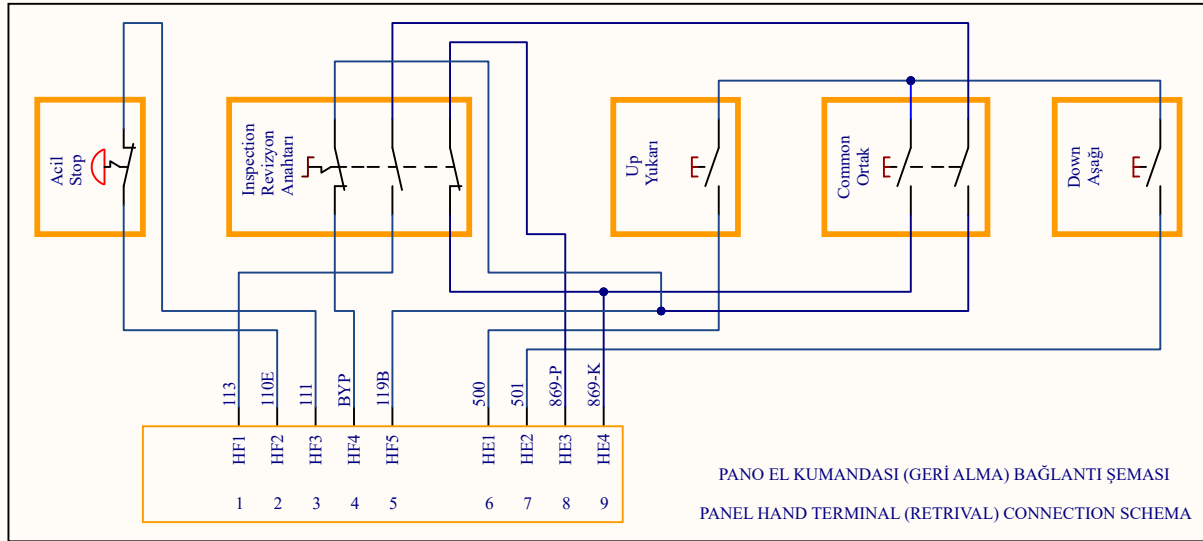 Acil
Stop
Inspection
Revizyon
Anahtarı
Up
Yukarı
Common
Ortak
Down
Aşağı
113
110E
111
BYP
119B
500
501
869-P
869-K
HF1
HF2
HF3
HF4
HF5
HE1
HE2
HE3
HE4
1 2 3 4 5 6 7 8 9
PANO EL KUMANDASI (GERİ ALMA) BAĞLANTI ŞEMASI
PANEL HAND TERMINAL (RETRIVAL) CONNECTION SCHEMA